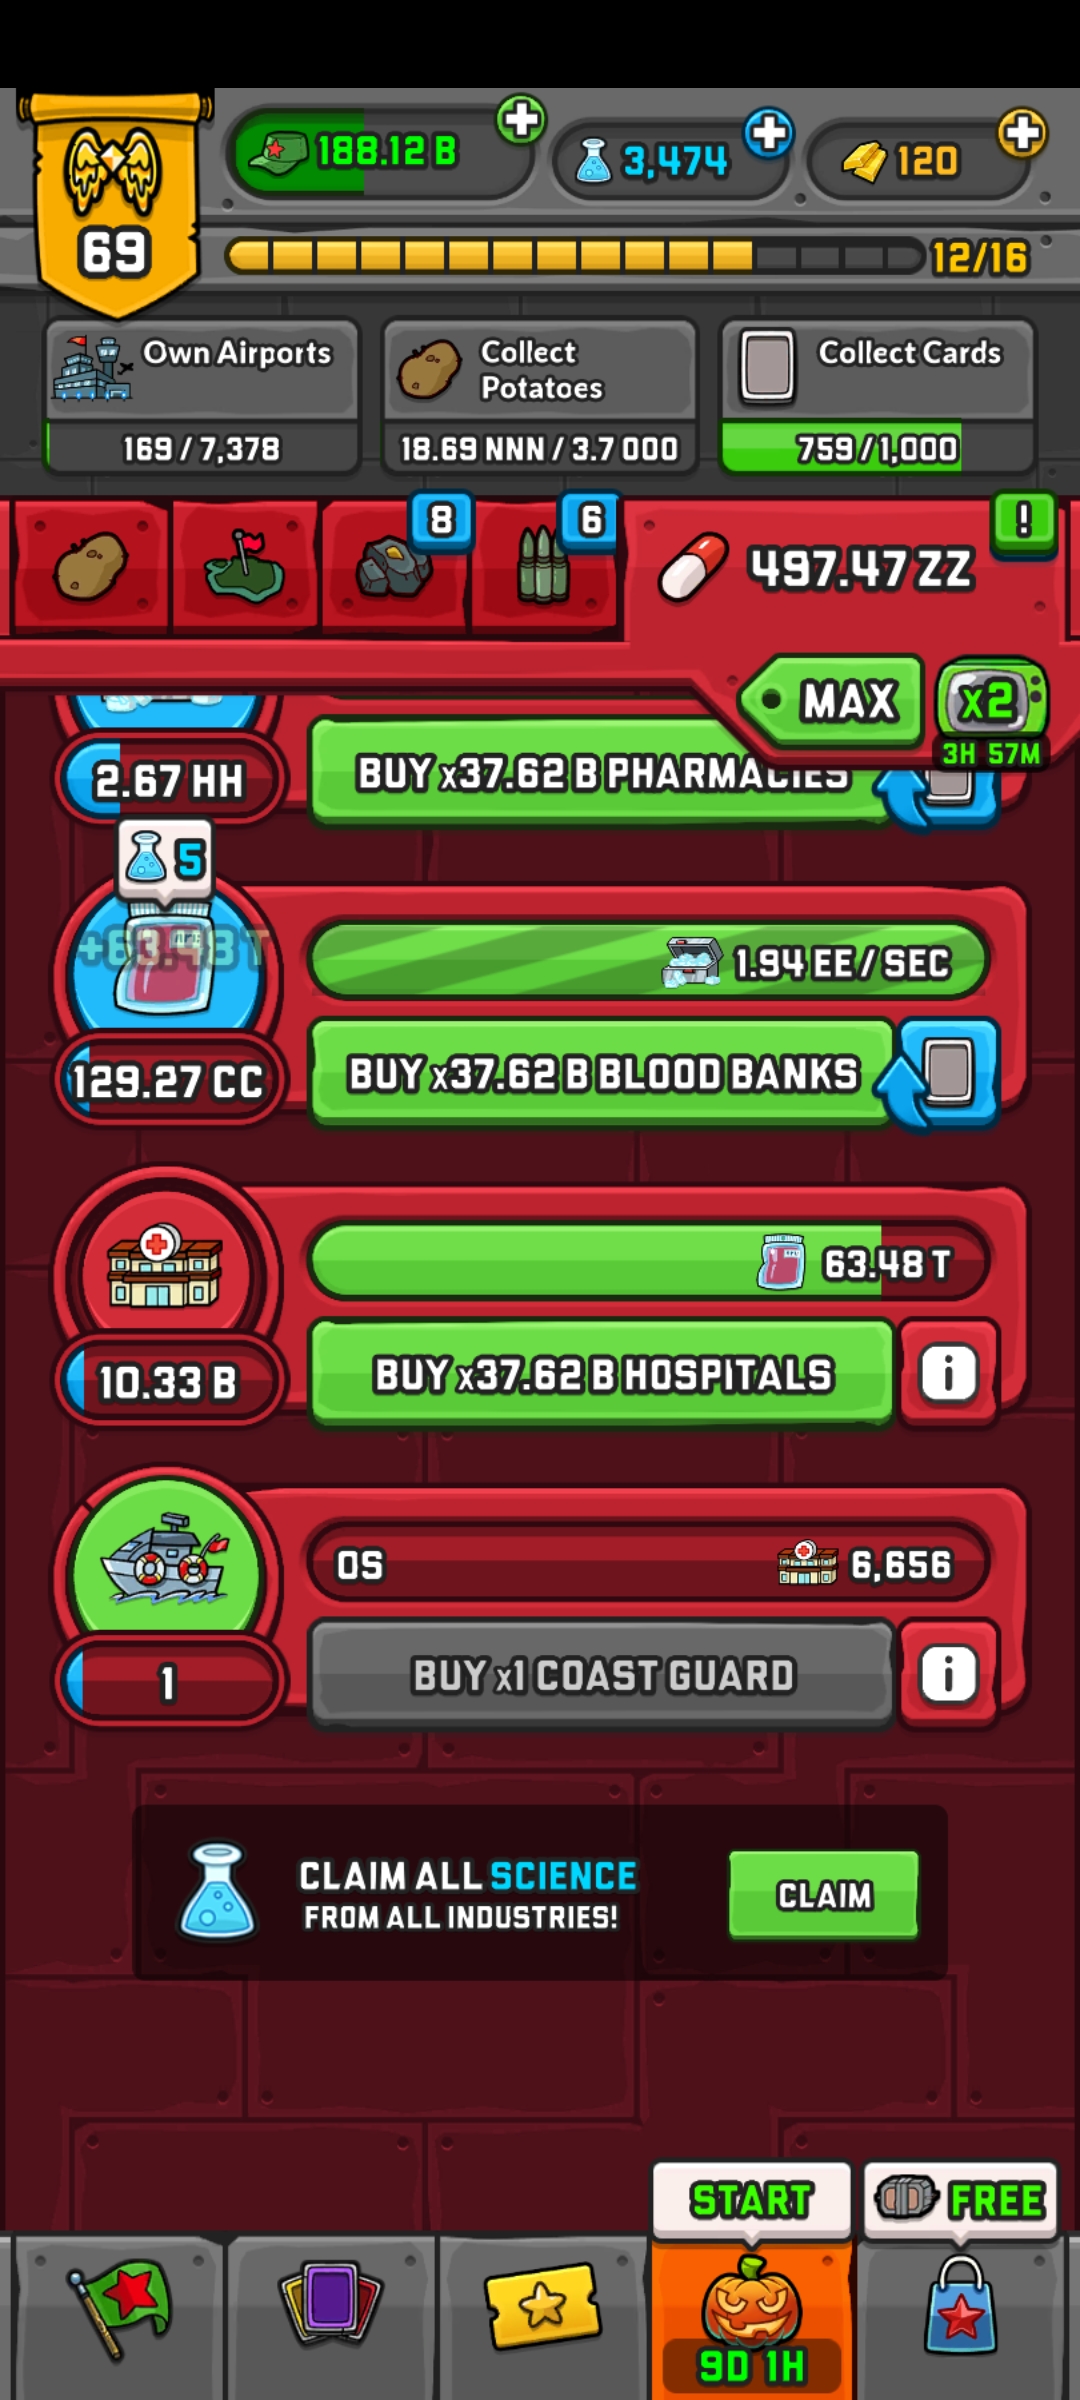 188.12 B
3,474
120
69
12/16
Own Airports
169 / 7,378
Collect
Potatoes
18.69 NNN / 3.7 OOO
Collect Cards
759 / 1,000
8
6
497.47 ZZ
!
MAX
x2
3H 57M
2.67 HH
BUY x37.62 B PHARMACIES
5
+63.48 T
1.94 EE / SEC
129.27 CC
BUY x37.62 B BLOOD BANKS
63.48 T
10.33 B
BUY x37.62 B HOSPITALS
i
0S
6,656
1
BUY x1 COAST GUARD
i
CLAIM ALL SCIENCE
FROM ALL INDUSTRIES!
CLAIM
START
FREE
9D 1H